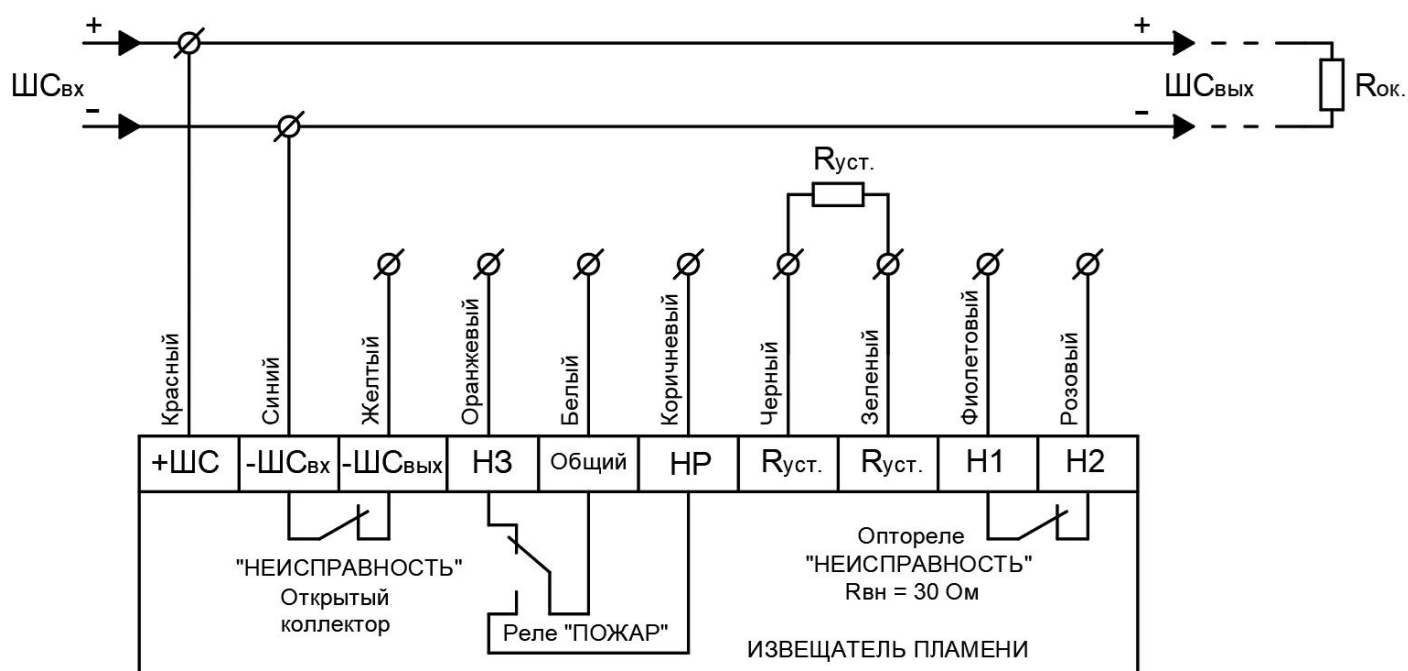 + +
ШСвх ШСвых Rок.
- -
Rуст.
Красный
Синий
Желтый
Оранжевый
Белый
Коричневый
Черный
Зеленый
Фиолетовый
Розовый
+ШС -ШСвх -ШСвых НЗ Общий НР Rуст. Rуст. Н1 Н2
"НЕИСПРАВНОСТЬ"
Открытый
коллектор
Реле "ПОЖАР"
Оптореле
"НЕИСПРАВНОСТЬ"
Rвн = 30 Ом
ИЗВЕЩАТЕЛЬ ПЛАМЕНИ